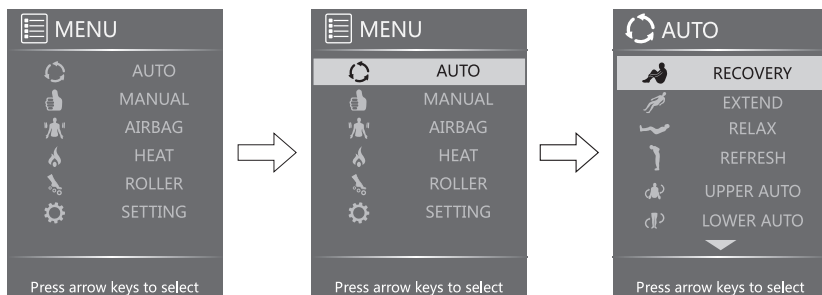 MENU
AUTO
MANUAL
AIRBAG
HEAT
ROLLER
SETTING
Press arrow keys to select
MENU
AUTO
MANUAL
AIRBAG
HEAT
ROLLER
SETTING
Press arrow keys to select
AUTO
RECOVERY
EXTEND
RELAX
REFRESH
UPPER AUTO
LOWER AUTO
Press arrow keys to select